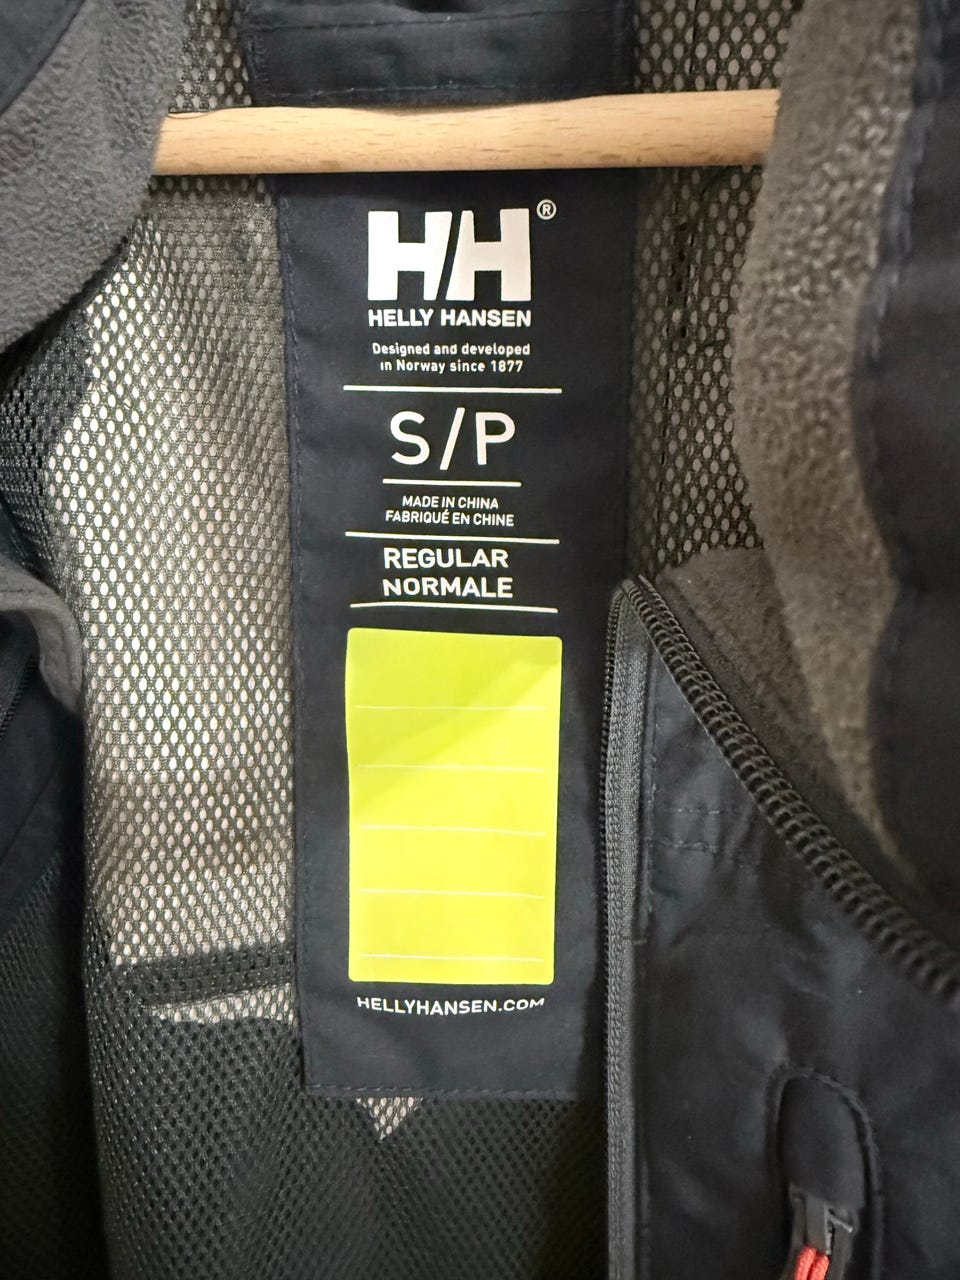 HH®
HELLY HANSEN
Designed and developed
in Norway since 1877
S/P
MADE IN CHINA
FABRIQUÉ EN CHINE
REGULAR
NORMALE
HELLYHANSEN.COM